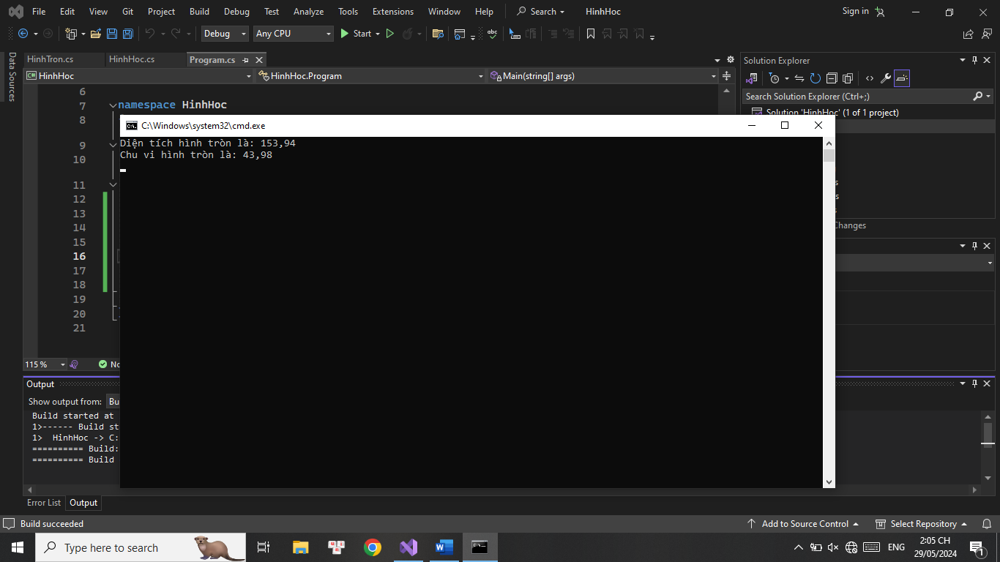 File Edit View Git Project Build Debug Test Analyze Tools Extensions Window Help Search HinhHoc Sign in
Debug Any CPU Start
Data Sources
HinhTron.cs HinhHoc.cs Program.cs
HinhHoc HinhHoc.Program Main(string[] args)
6
7 namespace HinhHoc
8
9
10
11
12
13
14
15
16
17
18
19
20
21
C:\Windows\system32\cmd.exe
Diện tích hình tròn là: 153,94
Chu vi hình tròn là: 43,98
Solution Explorer
Search Solution Explorer (Ctrl+;)
Solution 'HinhHoc' (1 of 1 project)
Changes
115 %
Output
Show output from:
Build started at
1>------ Build
1> HinhHoc -> C:
========== Build:
========== Build
Error List Output
Build succeeded Add to Source Control Select Repository
Type here to search ENG 2:05 CH
29/05/2024
1